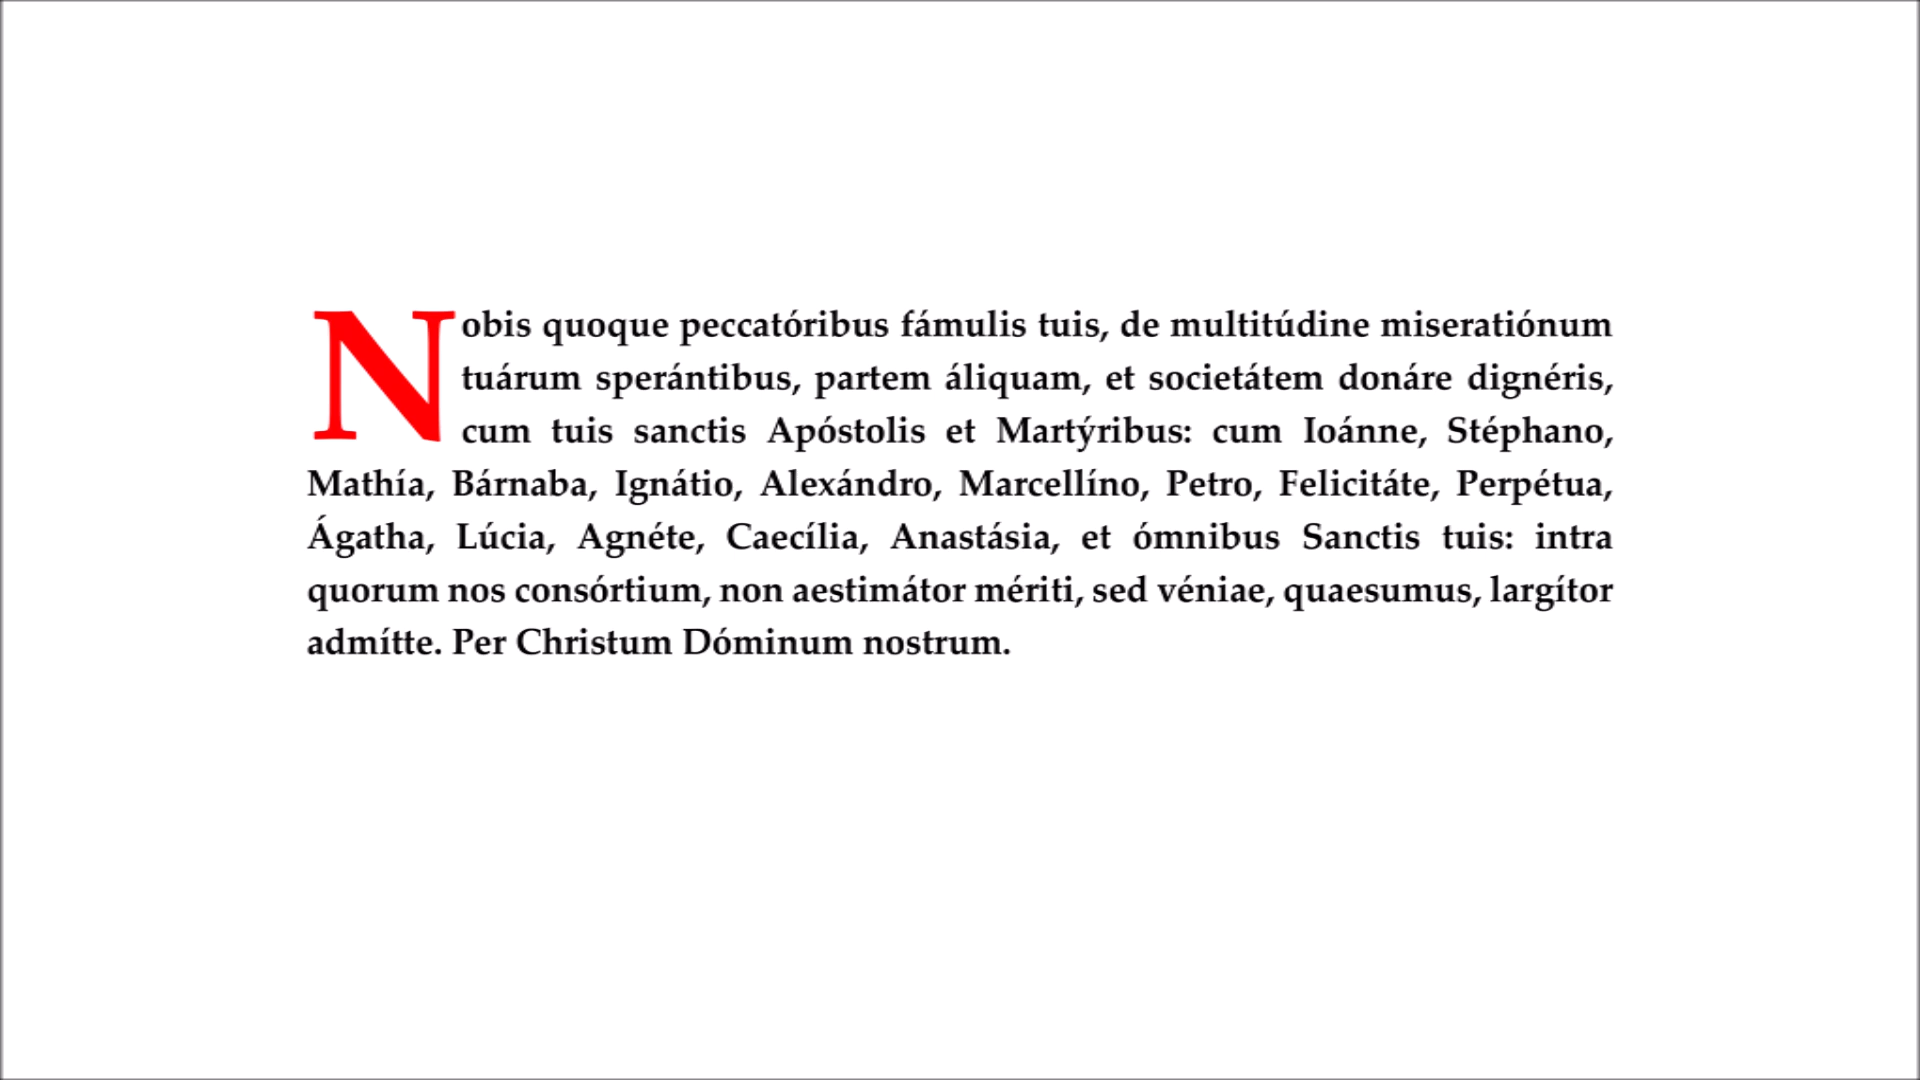 Nobis quoque peccatóribus fámulis tuis, de multitúdine miseratiónum
tuárum sperántibus, partem áliquam, et societátem donáre dignéris,
cum tuis sanctis Apóstolis et Martýribus: cum Ioánne, Stéphano,
Mathía, Bárnaba, Ignátio, Alexándro, Marcellíno, Petro, Felicitáte, Perpétua,
Ágatha, Lúcia, Agnéte, Caecília, Anastásia, et ómnibus Sanctis tuis: intra
quorum nos consórtium, non aestimátor mériti, sed véniae, quaesumus, largítor
admítte. Per Christum Dóminum nostrum.